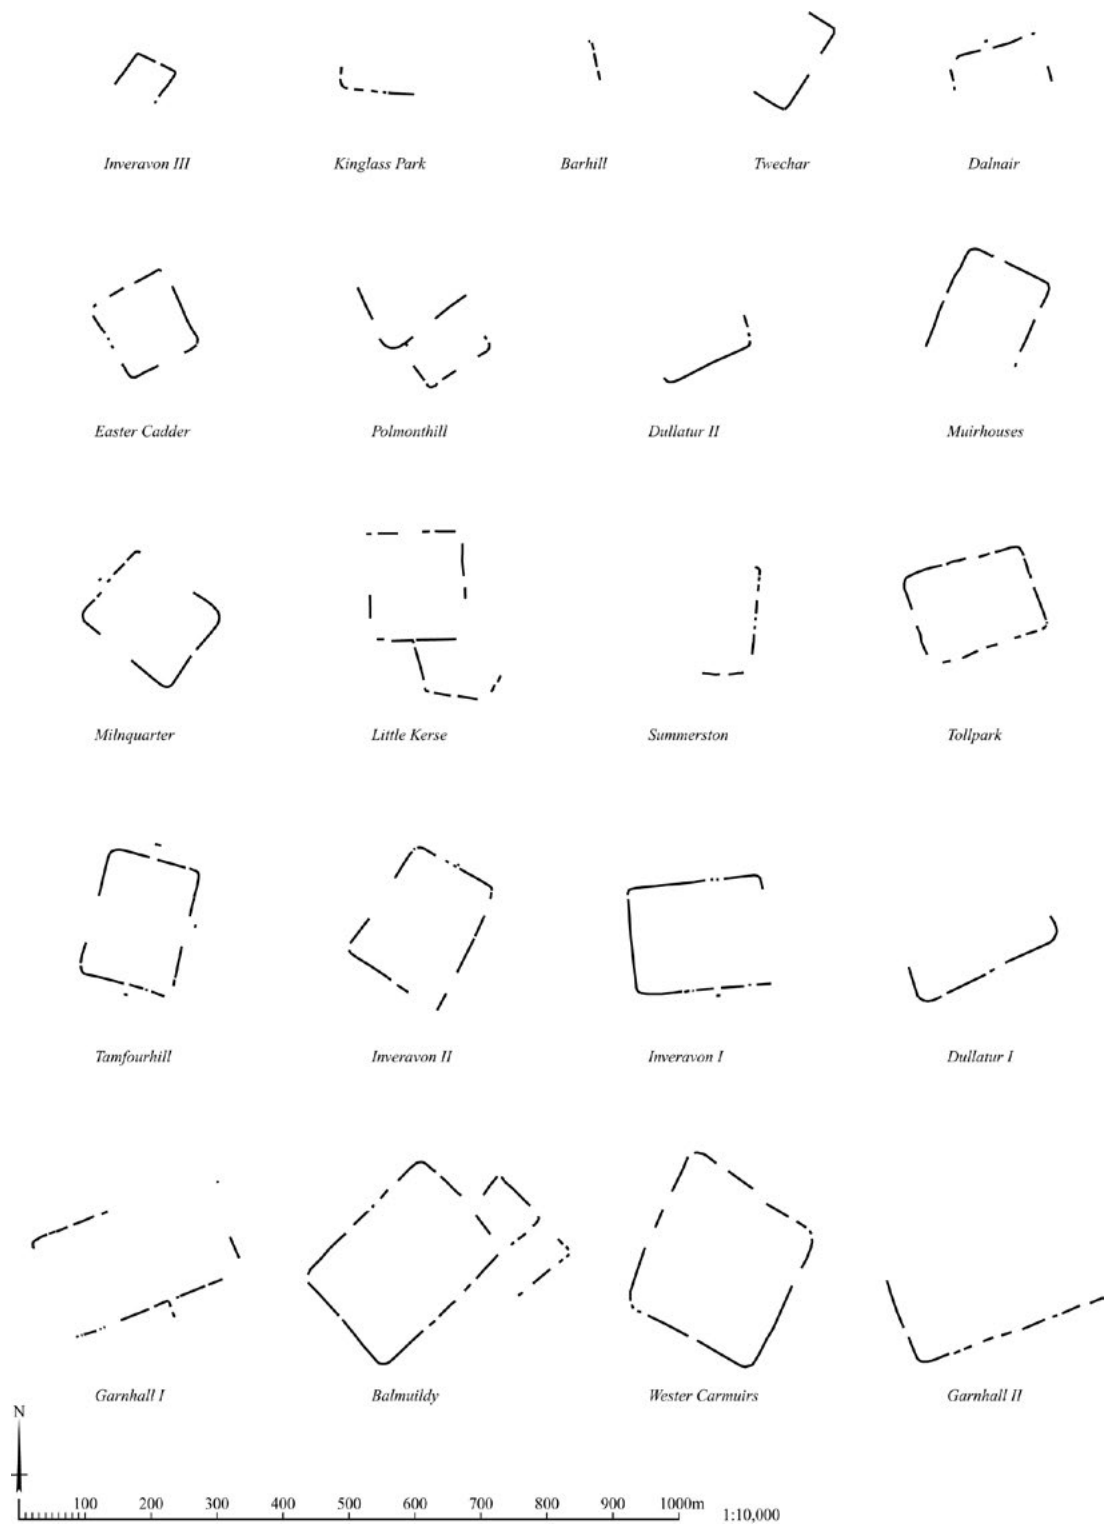 Inveravon III
Kinglass Park
Barhill
Twechar
Dalnair
Easter Cadder
Polmonthill
Dullatur II
Muirhouses
Milnquarter
Little Kerse
Summerston
Tollpark
Tamfourhill
Inveravon II
Inveravon I
Dullatur I
Garnhall I
Balmuildy
Wester Carmuirs
Garnhall II
N
100 200 300 400 500 600 700 800 900 1000m
1:10,000